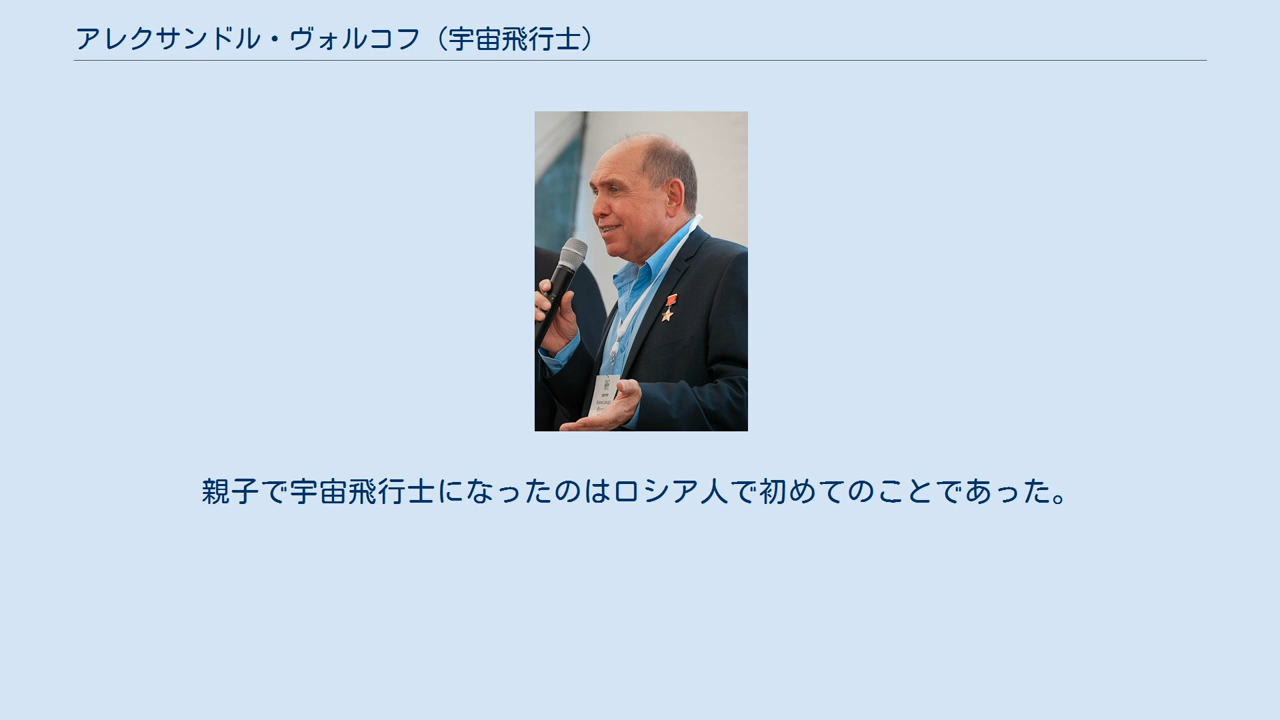 アレクサンドル・ヴォルコフ（宇宙飛行士）
親子で宇宙飛行士になったのはロシア人で初めてのことであった。